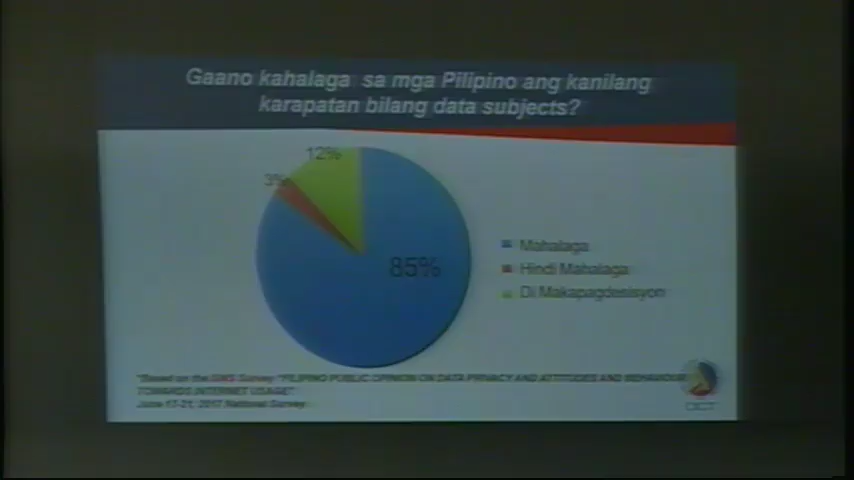 Gaano kahalaga sa mga Pilipino ang kanilang
karapatan bilang data subjects?
12%
3%
85%
Mahalaga
Hindi Mahalaga
Di Makapagdesisyon
*Based on the SWS Survey "FILIPINO PUBLIC OPINION ON DATA PRIVACY AND ATTITUDES AND BEHAVIOUR
TOWARDS INTERNET USAGE"
June 17-21, 2017 National Survey
DICT